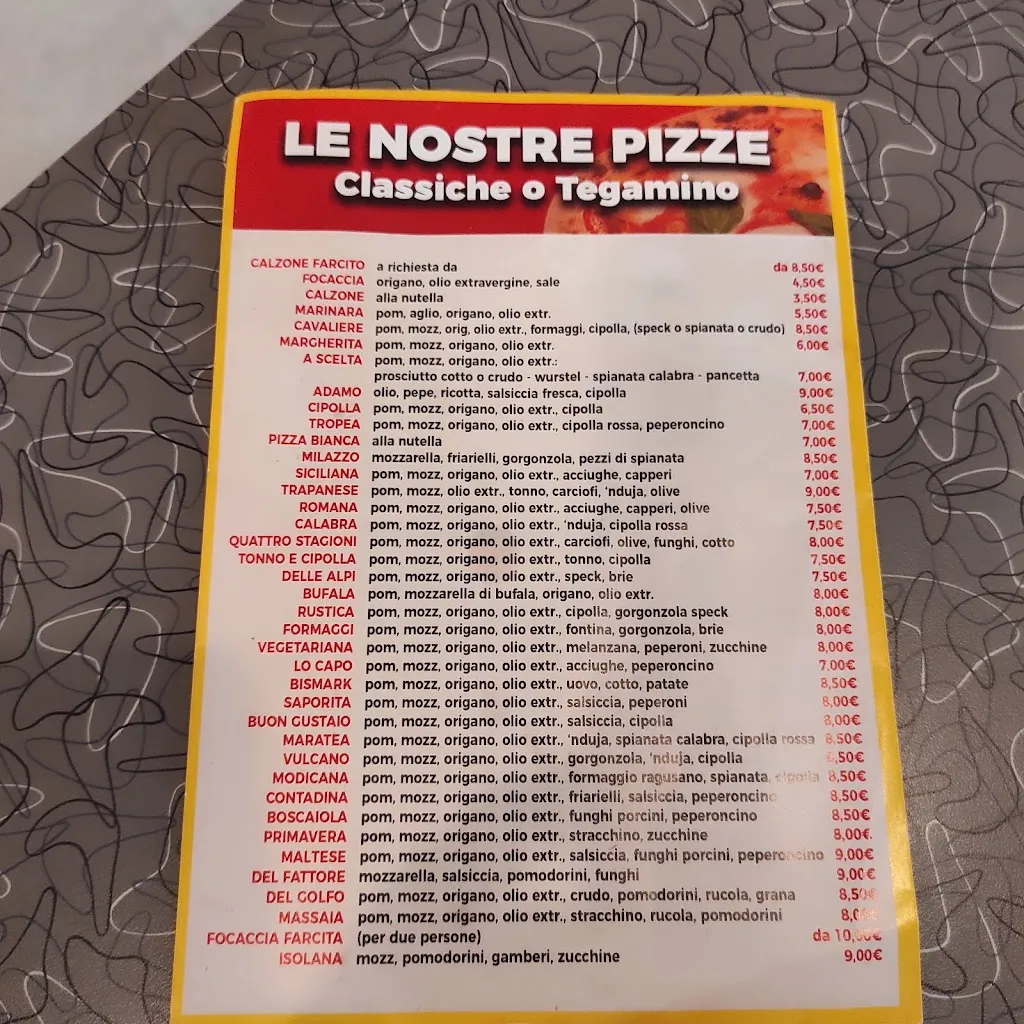 LE NOSTRE PIZZE
Classiche o Tegamino
CALZONE FARCITO a richiesta da da 8,50€
FOCACCIA origano, olio extravergine, sale 4,50€
CALZONE alla nutella 3,50€
MARINARA pom, aglio, origano, olio extr. 5,50€
CAVALIERE pom, mozz, orig, olio extr., formaggi, cipolla, (speck o spianata o crudo) 8,50€
MARGHERITA pom, mozz, origano, olio extr. 6,00€
A SCELTA pom, mozz, origano, olio extr.:
prosciutto cotto o crudo - wurstel - spianata calabra - pancetta 7,00€
ADAMO olio, pepe, ricotta, salsiccia fresca, cipolla 9,00€
CIPOLLA pom, mozz, origano, olio extr., cipolla 6,50€
TROPEA pom, mozz, origano, olio extr., cipolla rossa, peperoncino 7,00€
PIZZA BIANCA alla nutella 7,00€
MILAZZO mozzarella, friarielli, gorgonzola, pezzi di spianata 8,50€
SICILIANA pom, mozz, origano, olio extr., acciughe, capperi 7,00€
TRAPANESE pom, mozz, olio extr., tonno, carciofi, 'nduja, olive 9,00€
ROMANA pom, mozz, origano, olio extr., acciughe, capperi, olive 7,50€
CALABRA pom, mozz, origano, olio extr., 'nduja, cipolla rossa 7,50€
QUATTRO STAGIONI pom, mozz, origano, olio extr., carciofi, olive, funghi, cotto 8,00€
TONNO E CIPOLLA pom, mozz, origano, olio extr., tonno, cipolla 7,50€
DELLE ALPI pom, mozz, origano, olio extr., speck, brie 7,50€
BUFALA pom, mozzarella di bufala, origano, olio extr. 8,00€
RUSTICA pom, mozz, origano, olio extr., cipolla, gorgonzola speck 8,00€
FORMAGGI pom, mozz, origano, olio extr., fontina, gorgonzola, brie 8,00€
VEGETARIANA pom, mozz, origano, olio extr., melanzana, peperoni, zucchine 8,00€
LO CAPO pom, mozz, origano, olio extr., acciughe, peperoncino 7,00€
BISMARK pom, mozz, origano, olio extr., uovo, cotto, patate 8,50€
SAPORITA pom, mozz, origano, olio extr., salsiccia, peperoni 8,00€
BUON GUSTAIO pom, mozz, origano, olio extr., salsiccia, cipolla 8,00€
MARATEA pom, mozz, origano, olio extr., 'nduja, spianata calabra, cipolla rossa 8,50€
VULCANO pom, mozz, origano, olio extr., gorgonzola, 'nduja, cipolla
MODICANA pom, mozz, origano, olio extr., formaggio ragusano, spianata, cipolla 8,50€
CONTADINA pom, mozz, origano, olio extr., friarielli, salsiccia, peperoncino 8,50€
BOSCAIOLA pom, mozz, origano, olio extr., funghi porcini, peperoncino 8,50€
PRIMAVERA pom, mozz, origano, olio extr., stracchino, zucchine 8,00€
MALTESE pom, mozz, origano, olio extr., salsiccia, funghi porcini, peperoncino 9,00€
DEL FATTORE mozzarella, salsiccia, pomodorini, funghi 9,00€
DEL GOLFO pom, mozz, origano, olio extr., crudo, pomodorini, rucola, grana 8,50€
MASSAIA pom, mozz, origano, olio extr., stracchino, rucola, pomodorini
FOCACCIA FARCITA (per due persone) da 10,00€
ISOLANA mozz, pomodorini, gamberi, zucchine 9,00€